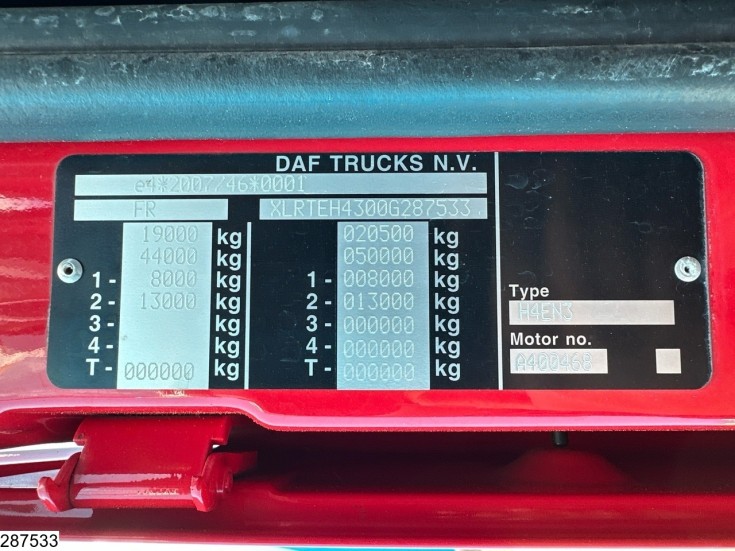 DAF TRUCKS N.V.
e4*2007/46*0001
FR XLRTEH4300G287533
19000 kg 020500 kg
44000 kg 050000 kg
1 - 8000 kg 1 - 008000 kg
2 - 13000 kg 2 - 013000 kg
3 - kg 3 - 000000 kg
4 - kg 4 - 000000 kg
T - 000000 kg T - 000000 kg
Type
H4EN3
Motor no.
A400468
287533